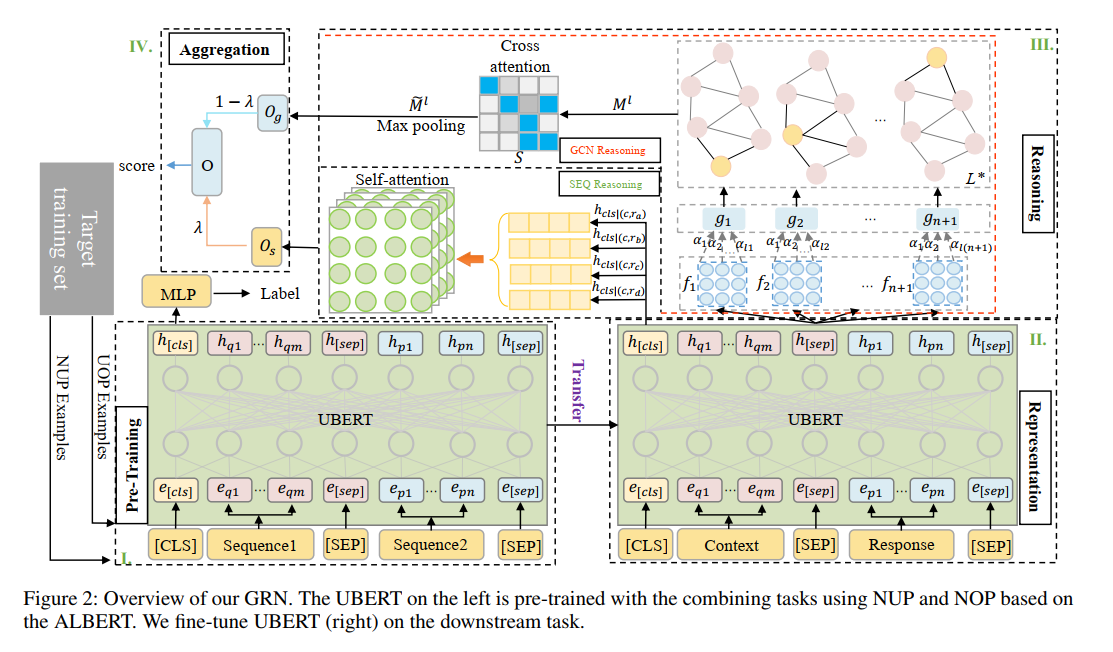 IV.
Aggregation
1 − λ
O_g
O
score
λ
O_s
Cross
attention
M̃^l
Max pooling
S
M^l
GCN Reasoning
SEQ Reasoning
III.
Reasoning
...
L*
Self-attention
h_cls|(c,r_a)
h_cls|(c,r_b)
h_cls|(c,r_c)
h_cls|(c,r_d)
g_1 g_2 ... g_n+1
α_1 α_2 α_l1 α_1 α_2 α_l2 α_1 α_2 α_l(n+1)
f_1 f_2 ... f_n+1
Target
training set
NUP Examples
UOP Examples
MLP
Label
Pre-Training
h_[cls] h_q1 ... h_qm h_[sep] h_p1 h_pn h_[sep]
UBERT
e_[cls] e_q1 ... e_qm e_[sep] e_p1 ... e_pn e_[sep]
[CLS] Sequence1 [SEP] Sequence2 [SEP]
I.
Transfer
II.
Representation
h_[cls] h_q1 ... h_qm h_[sep] h_p1 h_pn h_[sep]
UBERT
e_[cls] e_q1 ... e_qm e_[sep] e_p1 ... e_pn e_[sep]
[CLS] Context [SEP] Response [SEP]
Figure 2: Overview of our GRN. The UBERT on the left is pre-trained with the combining tasks using NUP and NOP based on
the ALBERT. We fine-tune UBERT (right) on the downstream task.